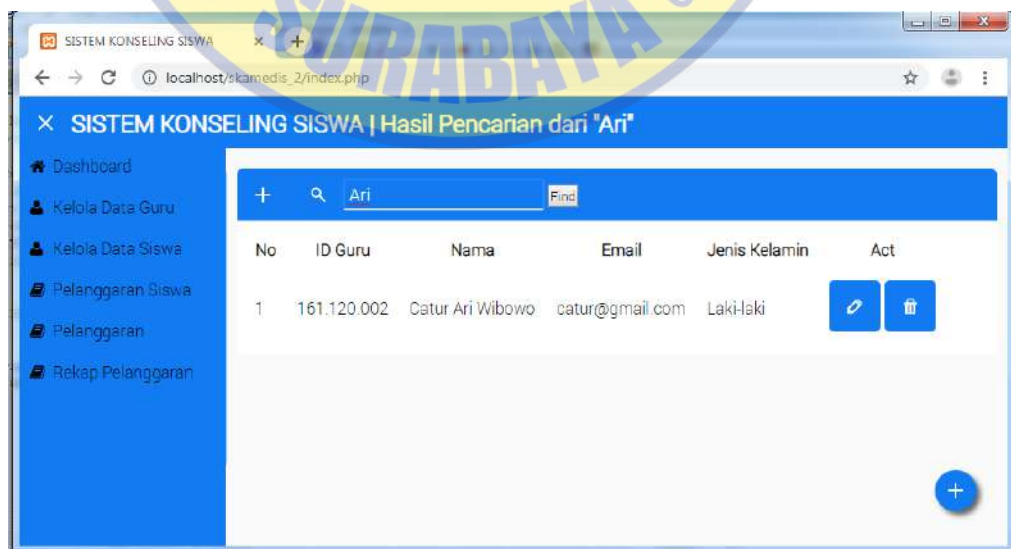 SURABAYA
SISTEM KONSELING SISWA
localhost/skamedis_2/index.php
SISTEM KONSELING SISWA | Hasil Pencarian dari "Ari"
Dashboard
Kelola Data Guru
Kelola Data Siswa
Pelanggaran Siswa
Pelanggaran
Rekap Pelanggaran
Ari Find
No ID Guru Nama Email Jenis Kelamin Act
1 161.120.002 Catur Ari Wibowo catur@gmail.com Laki-laki